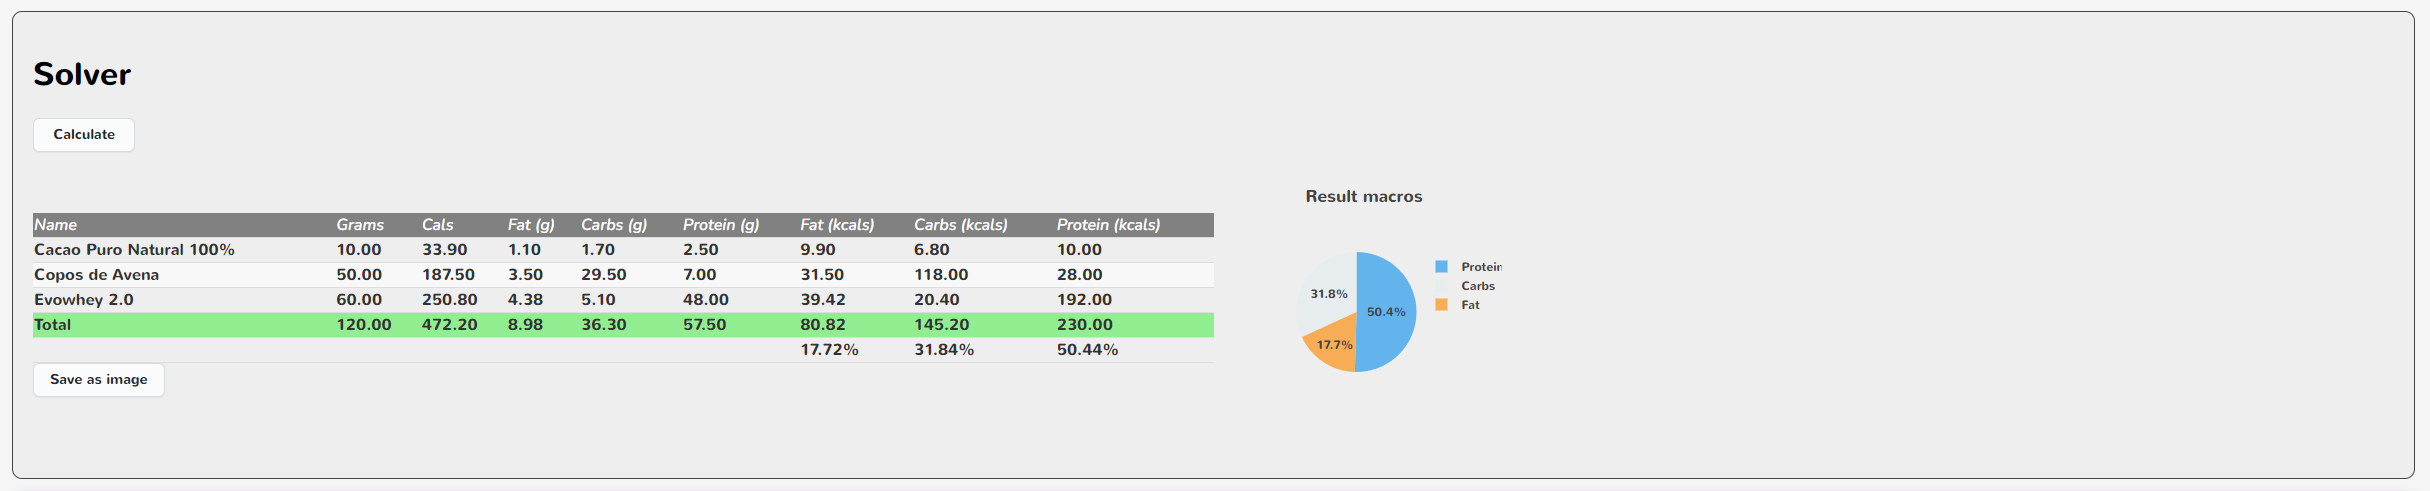 Solver
Calculate
Name Grams Cals Fat (g) Carbs (g) Protein (g) Fat (kcals) Carbs (kcals) Protein (kcals)
Cacao Puro Natural 100% 10.00 33.90 1.10 1.70 2.50 9.90 6.80 10.00
Copos de Avena 50.00 187.50 3.50 29.50 7.00 31.50 118.00 28.00
Evowhey 2.0 60.00 250.80 4.38 5.10 48.00 39.42 20.40 192.00
Total 120.00 472.20 8.98 36.30 57.50 80.82 145.20 230.00
17.72% 31.84% 50.44%
Save as image
Result macros
31.8%
50.4%
17.7%
Protein
Carbs
Fat